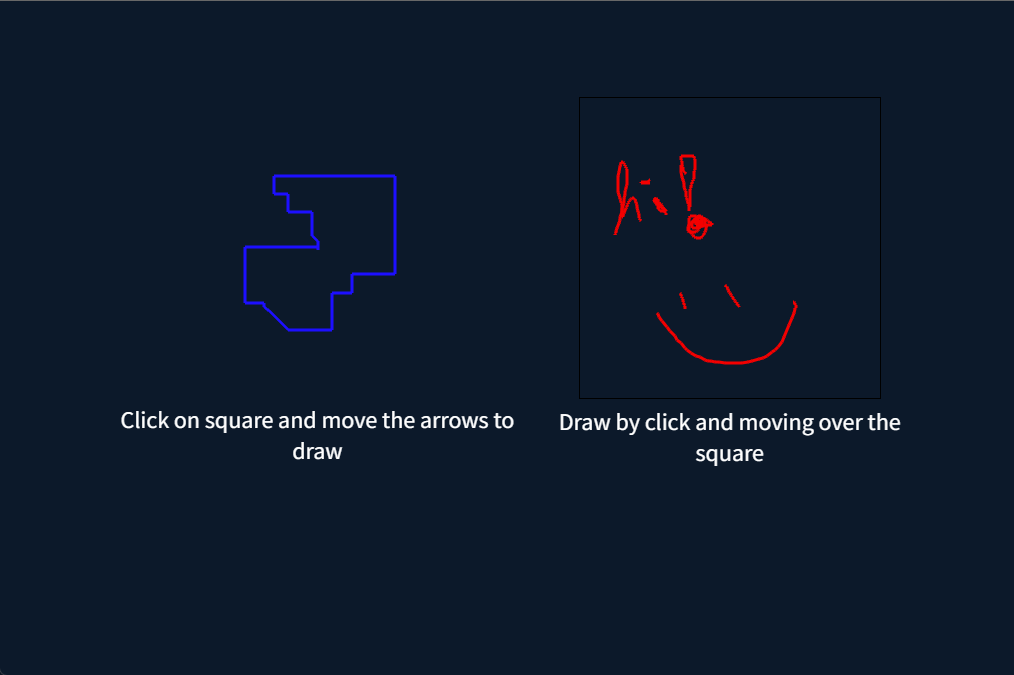 hi!
Click on square and move the arrows to
draw
Draw by click and moving over the
square